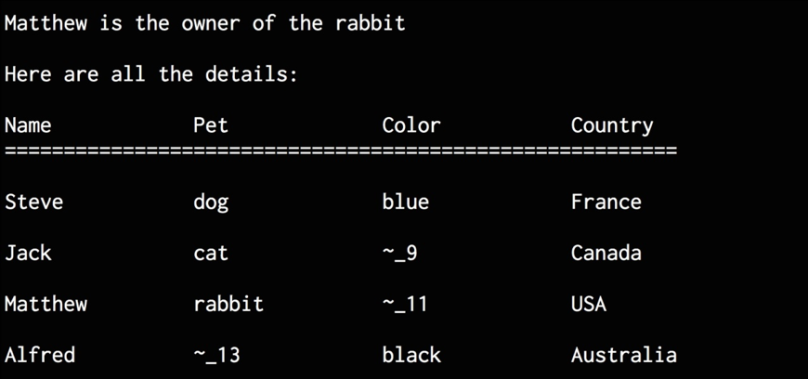 Matthew is the owner of the rabbit
Here are all the details:
Name Pet Color Country
=========================================================
Steve dog blue France
Jack cat ~_9 Canada
Matthew rabbit ~_11 USA
Alfred ~_13 black Australia